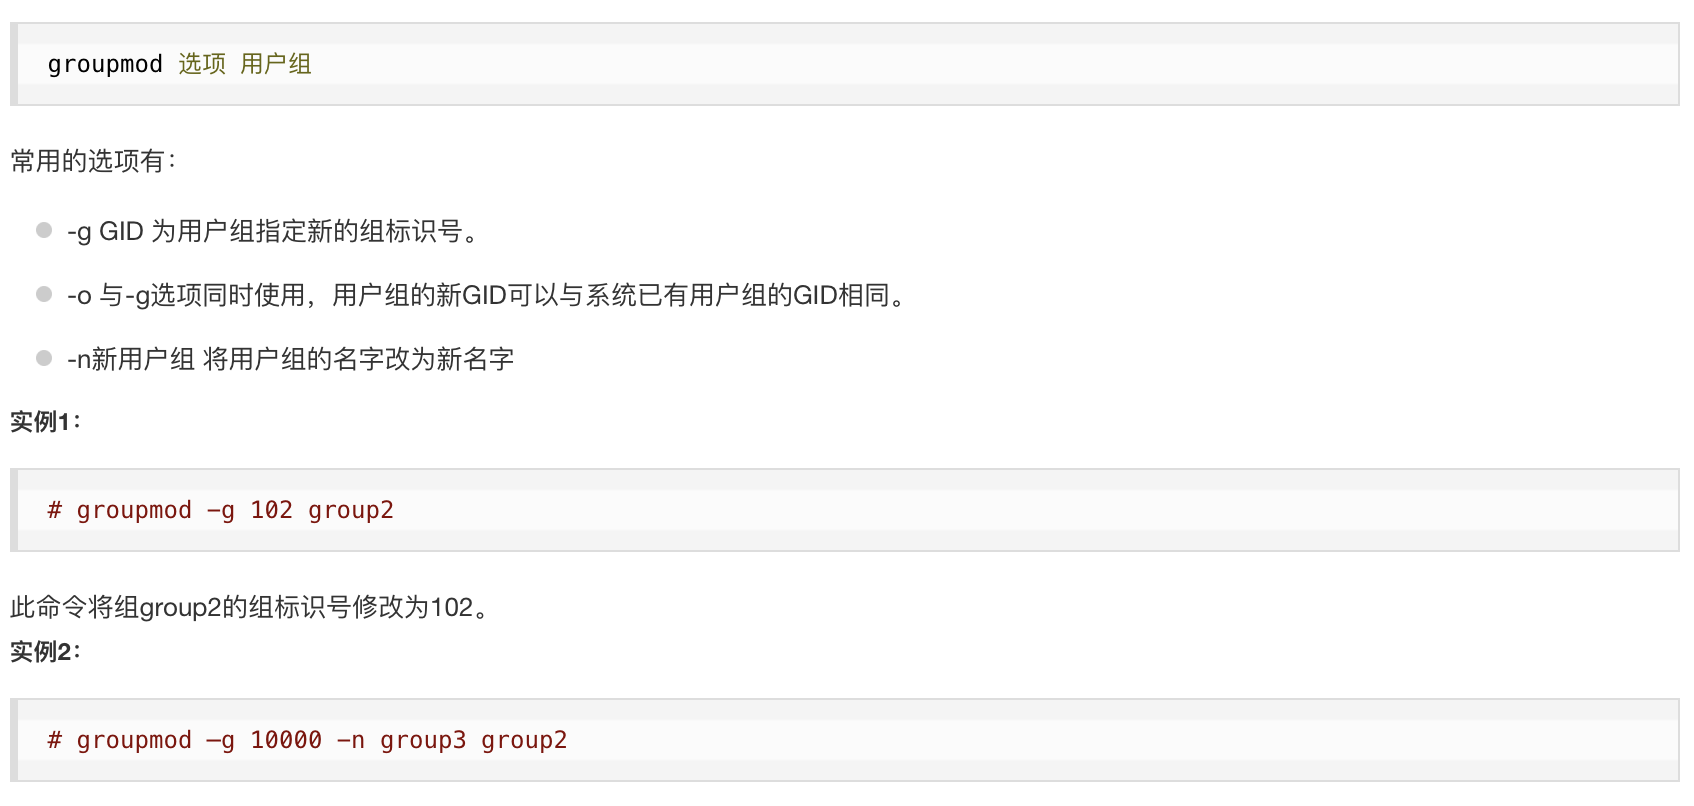 groupmod 选项 用户组
常用的选项有：
-g GID 为用户组指定新的组标识号。
-o 与-g选项同时使用，用户组的新GID可以与系统已有用户组的GID相同。
-n新用户组 将用户组的名字改为新名字
实例1：
# groupmod -g 102 group2
此命令将组group2的组标识号修改为102。
实例2：
# groupmod –g 10000 -n group3 group2